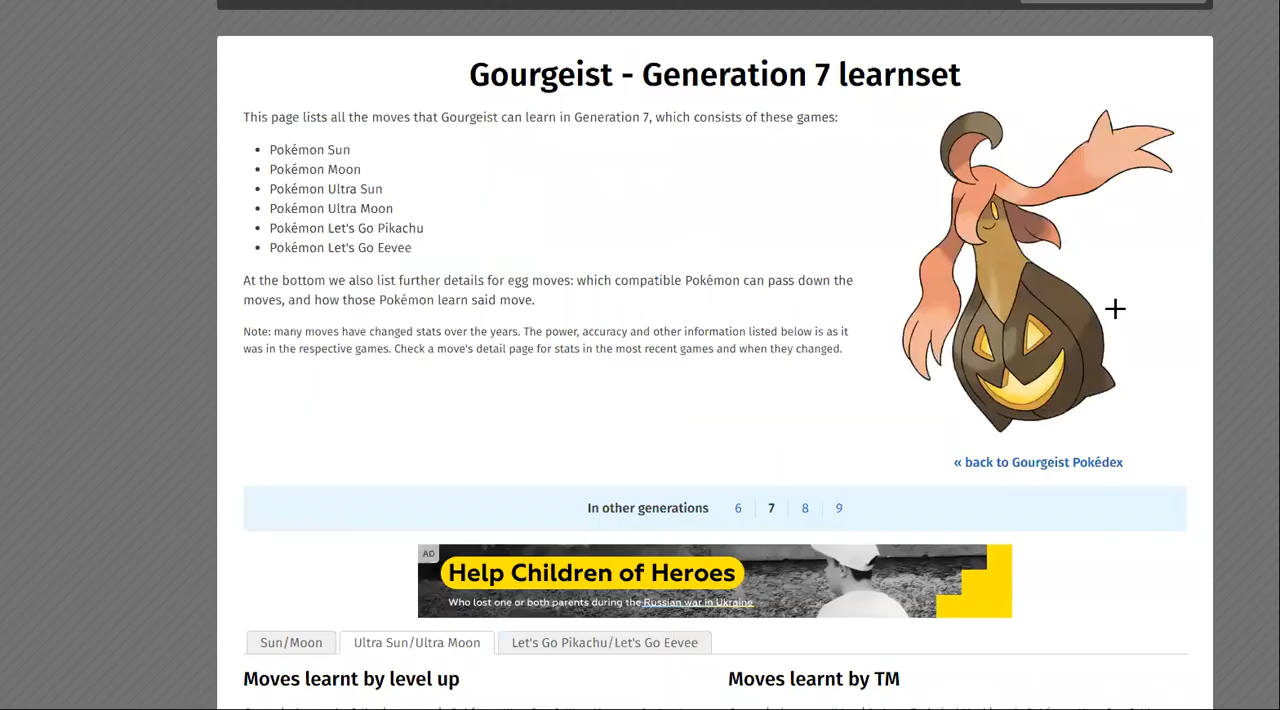 Gourgeist - Generation 7 learnset
This page lists all the moves that Gourgeist can learn in Generation 7, which consists of these games:
• Pokémon Sun
• Pokémon Moon
• Pokémon Ultra Sun
• Pokémon Ultra Moon
• Pokémon Let's Go Pikachu
• Pokémon Let's Go Eevee
At the bottom we also list further details for egg moves: which compatible Pokémon can pass down the
moves, and how those Pokémon learn said move.
Note: many moves have changed stats over the years. The power, accuracy and other information listed below is as it
was in the respective games. Check a move's detail page for stats in the most recent games and when they changed.
« back to Gourgeist Pokédex
In other generations 6 7 8 9
AD
Help Children of Heroes
Who lost one or both parents during the Russian war in Ukraine
Sun/Moon Ultra Sun/Ultra Moon Let's Go Pikachu/Let's Go Eevee
Moves learnt by level up
Moves learnt by TM